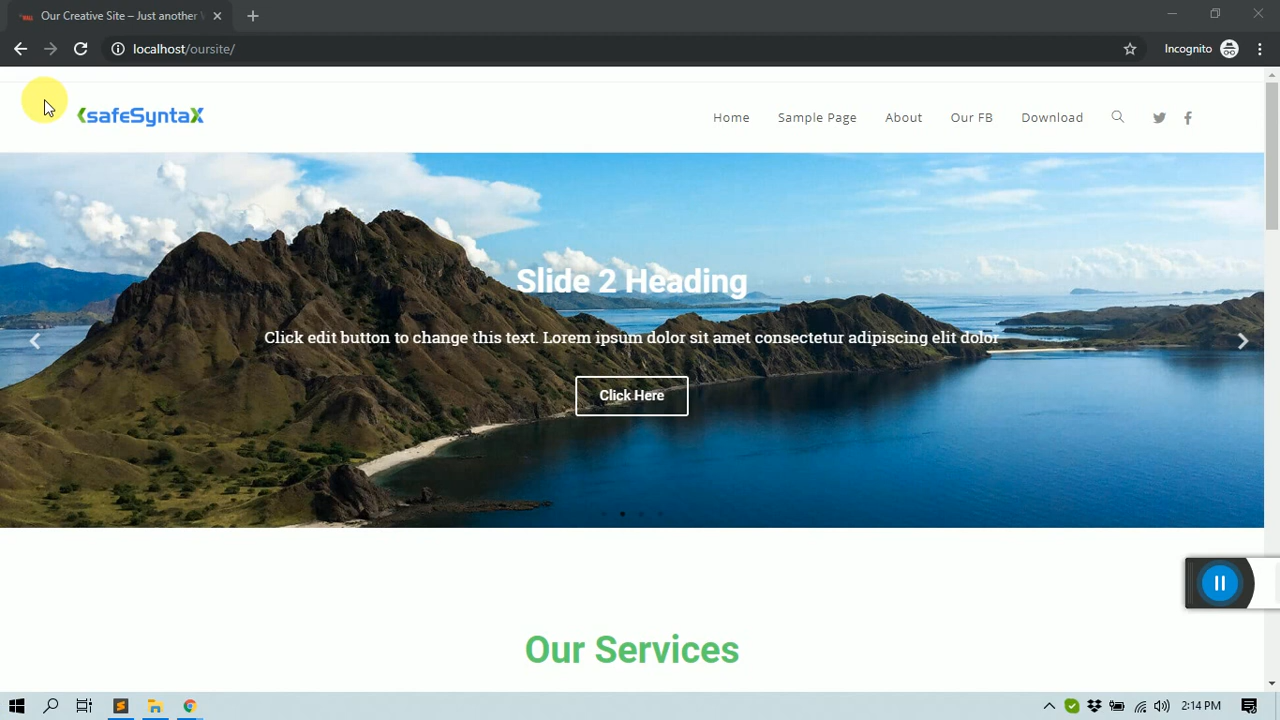 Our Creative Site – Just another
localhost/oursite/
Incognito
safeSyntaX
Home Sample Page About Our FB Download
Slide 2 Heading
Click edit button to change this text. Lorem ipsum dolor sit amet consectetur adipiscing elit dolor
Click Here
Our Services
2:14 PM